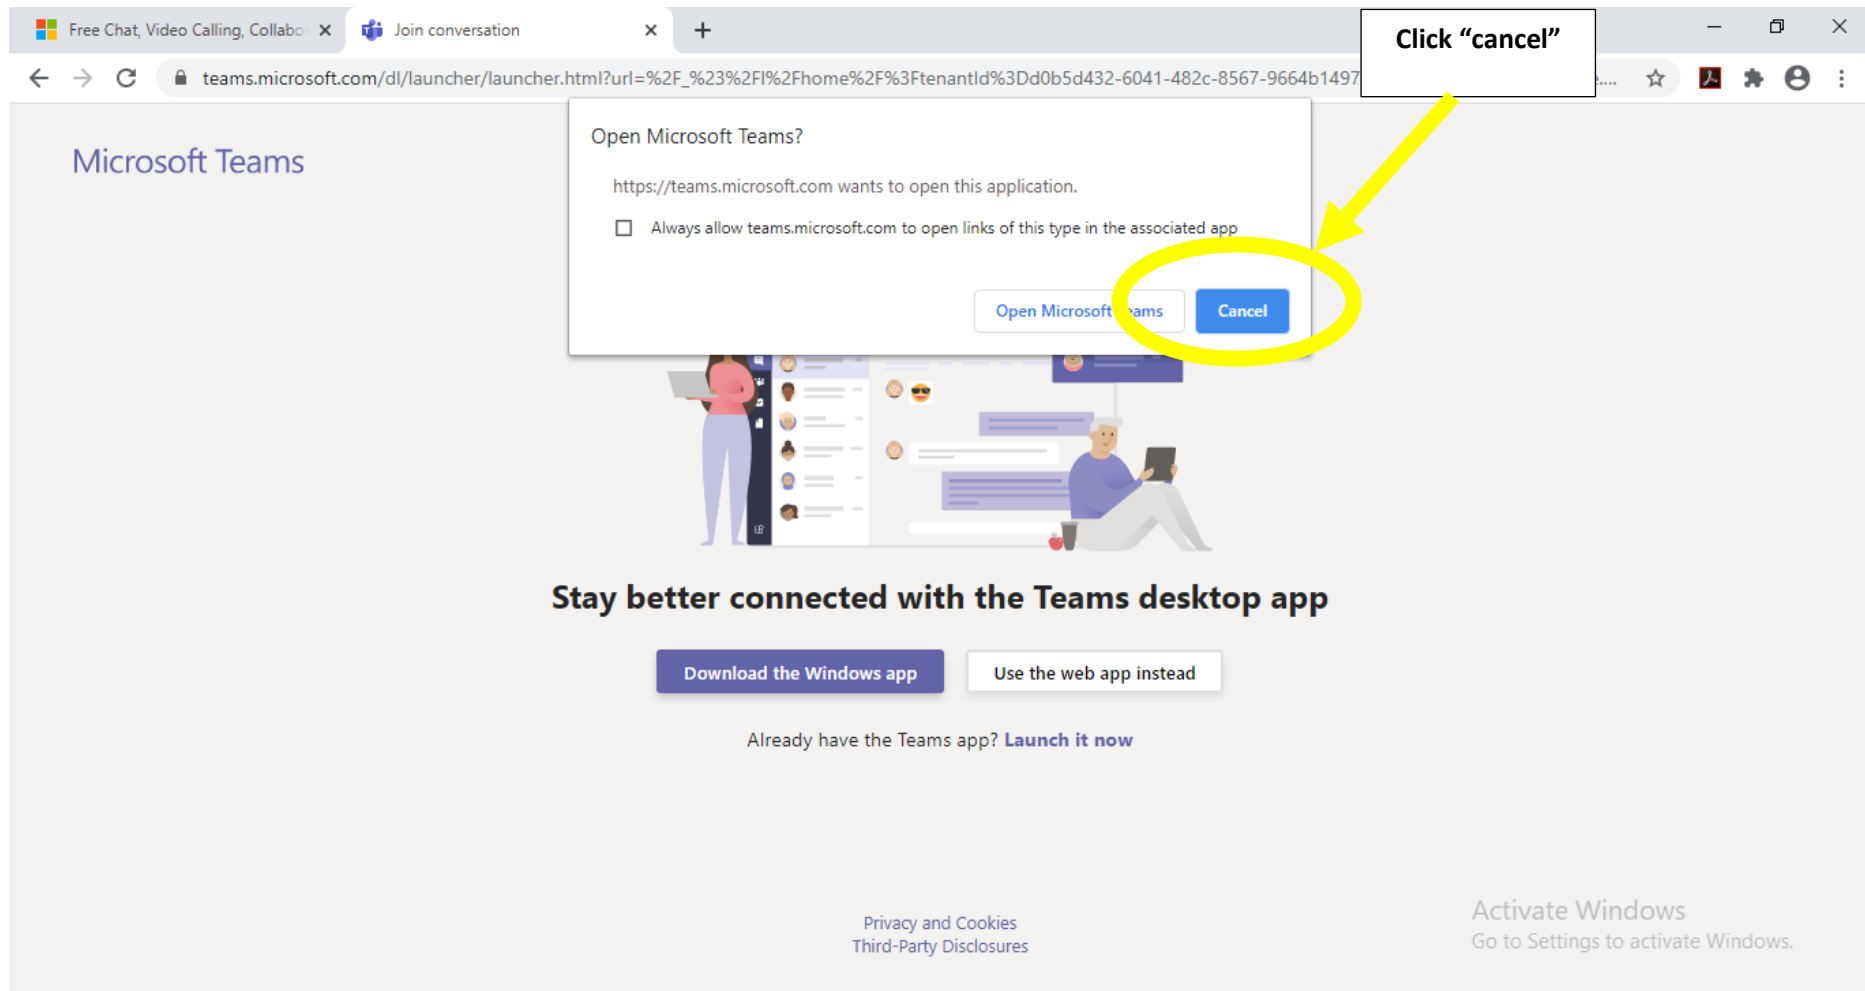 Free Chat, Video Calling, Collabo
Join conversation
Click “cancel”
teams.microsoft.com/dl/launcher/launcher.html?url=%2F_%23%2Fl%2Fhome%2F%3FtenantId%3Dd0b5d432-6041-482c-8567-9664b1497
Open Microsoft Teams?
Microsoft Teams
https://teams.microsoft.com wants to open this application.
Always allow teams.microsoft.com to open links of this type in the associated app
Open Microsoft Teams
Cancel
Stay better connected with the Teams desktop app
Download the Windows app
Use the web app instead
Already have the Teams app? Launch it now
Privacy and Cookies
Third-Party Disclosures
Activate Windows
Go to Settings to activate Windows.